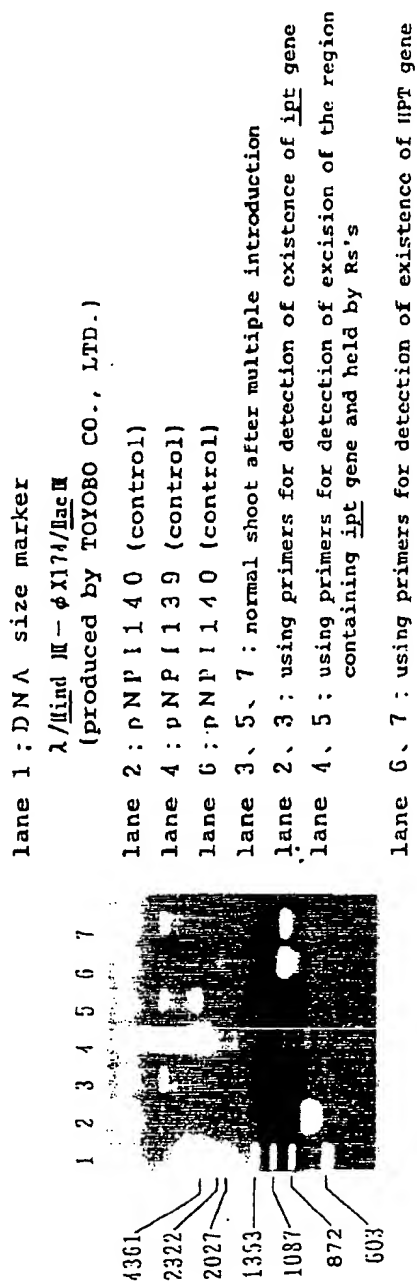 lane 1 ; DNA size marker
λ/Hind III - φX174/Hae III
(produced by TOYOBO CO., LTD.)
lane 2 ; pNPI140 (control)
lane 4 ; pNPI139 (control)
lane 6 ; pNPI140 (control)
lane 3、5、7 ; normal shoot after multiple introduction
lane 2、3 ; using primers for detection of existence of ipt gene
lane 4、5 ; using primers for detection of excision of the region
containing ipt gene and held by Rs's
lane 6、7 ; using primers for detection of existence of HPT gene
1 2 3 4 5 6 7
4361
2322
2027
1353
1087
872
603